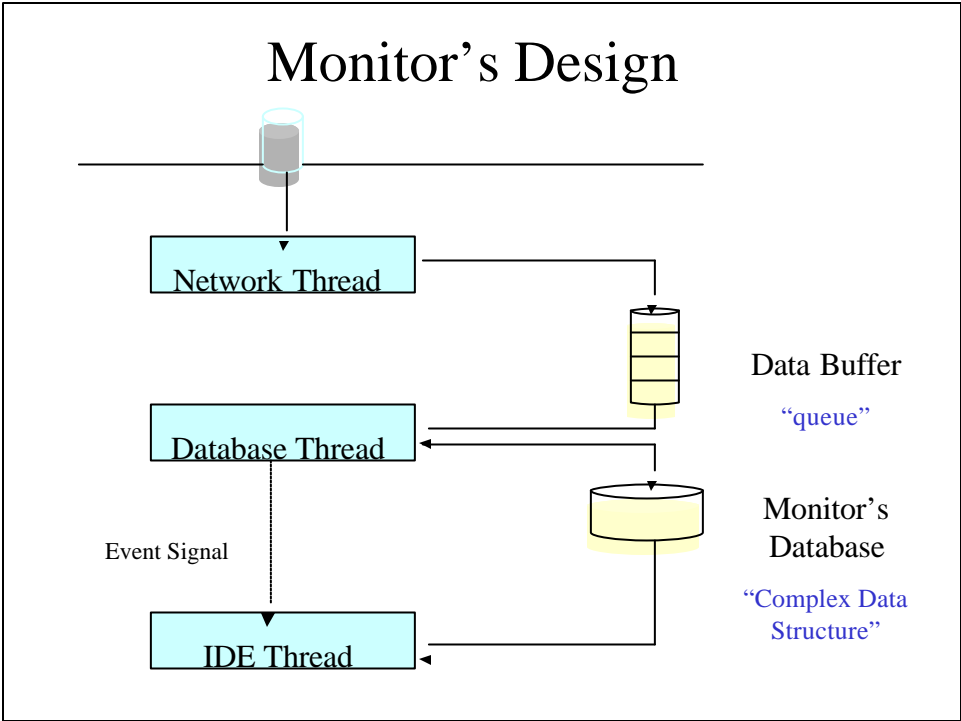 Monitor’s Design
Network Thread
Data Buffer
“queue”
Database Thread
Monitor’s
Database
Event Signal
“Complex Data
Structure”
IDE Thread